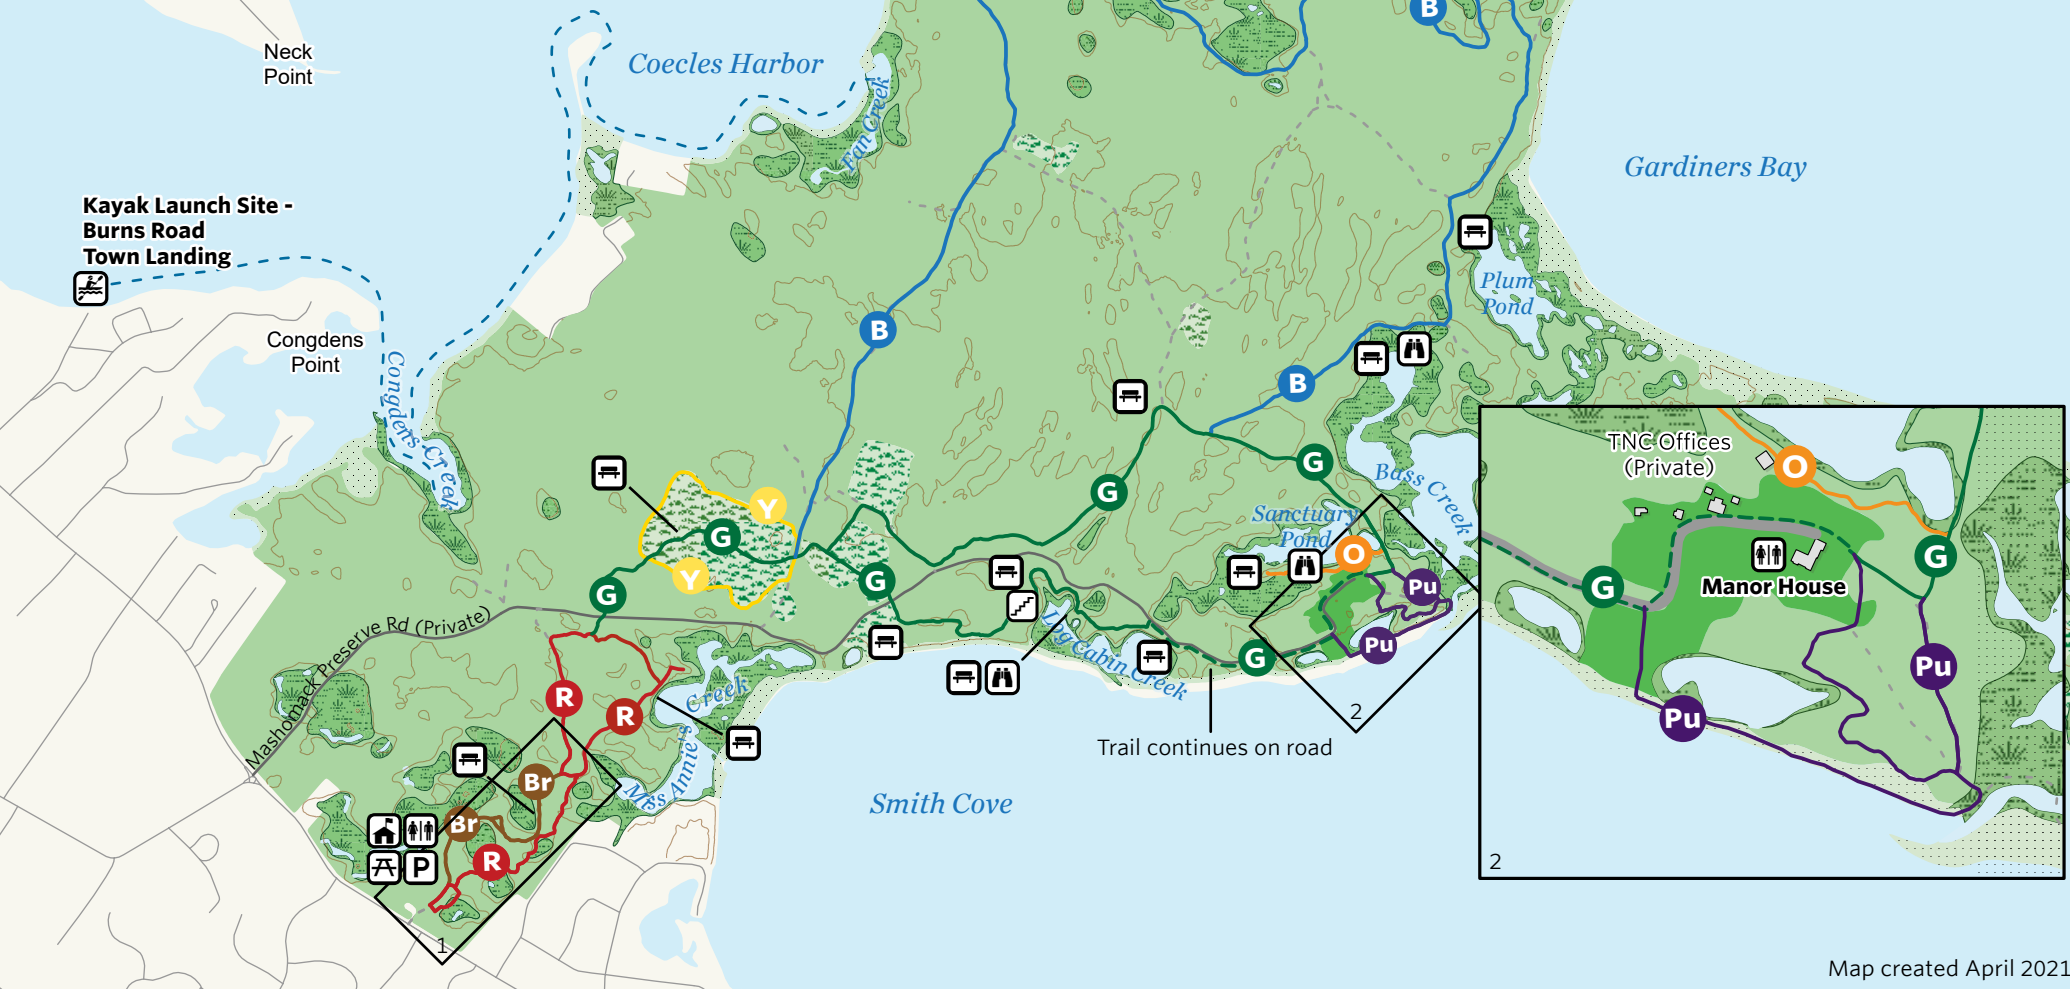 B
Neck
Point
Coecles Harbor
Fan Creek
Gardiners Bay
Kayak Launch Site -
Burns Road
Town Landing
Plum
Pond
B
Congdens
Point
Congdens Creek
B
G
Bass Creek
G
Y
G
Sanctuary
Pond
O
Y
G
G
Pu
Log Cabin Creek
G
Pu
Mashomack Preserve Rd (Private)
R
R
Miss Annie's Creek
2
Trail continues on road
Br
Br
P
R
1
Smith Cove
TNC Offices
(Private)
O
G
G
Manor House
Pu
Pu
2
Map created April 2021